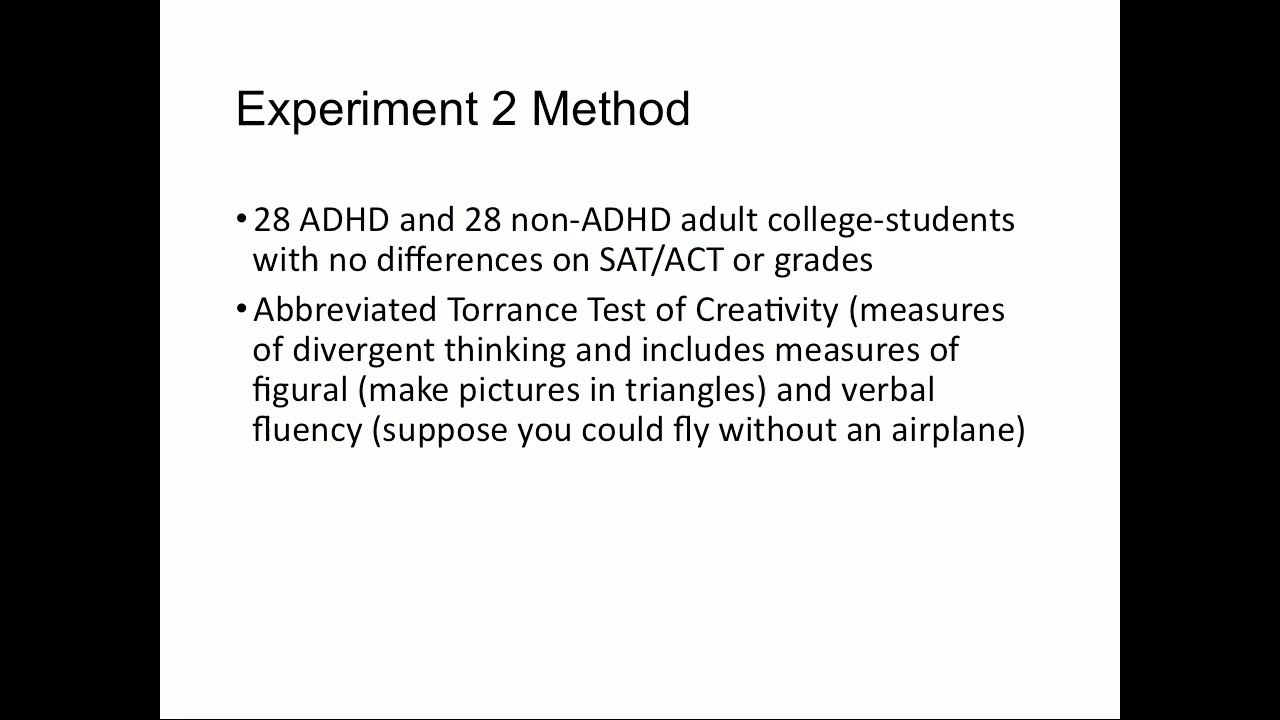 Experiment 2 Method
•28 ADHD and 28 non-ADHD adult college-students
with no differences on SAT/ACT or grades
•Abbreviated Torrance Test of Creativity (measures
of divergent thinking and includes measures of
figural (make pictures in triangles) and verbal
fluency (suppose you could fly without an airplane)